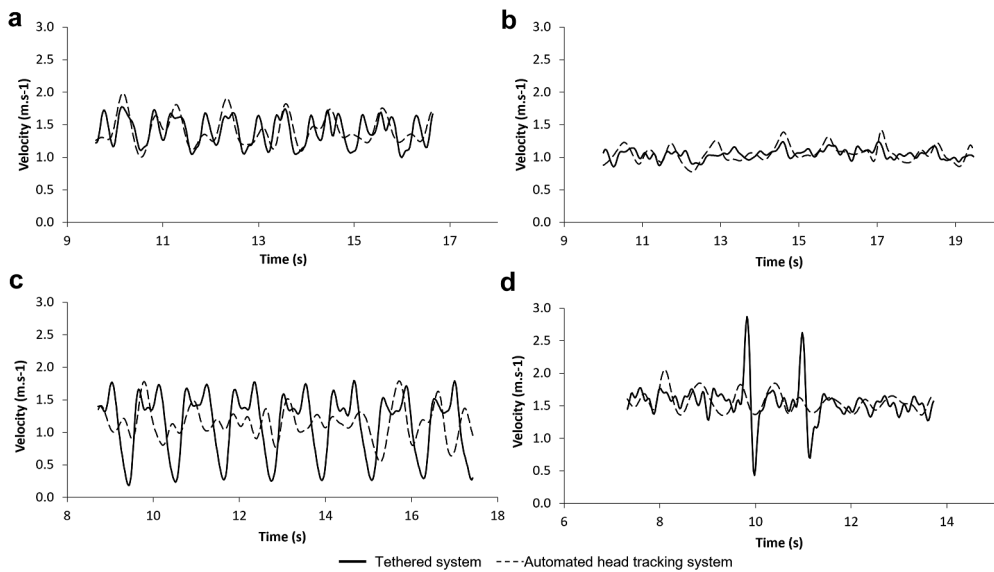 a
3.0
2.5
2.0
1.5
1.0
0.5
0.0
Velocity (m.s-1)
9 11 13 15 17
Time (s)
b
3.0
2.5
2.0
1.5
1.0
0.5
0.0
Velocity (m.s-1)
9 11 13 15 17 19
Time (s)
c
3.0
2.5
2.0
1.5
1.0
0.5
0.0
Velocity (m.s-1)
8 10 12 14 16 18
Time (s)
d
3.0
2.5
2.0
1.5
1.0
0.5
0.0
Velocity (m.s-1)
6 8 10 12 14
Time (s)
Tethered system Automated head tracking system